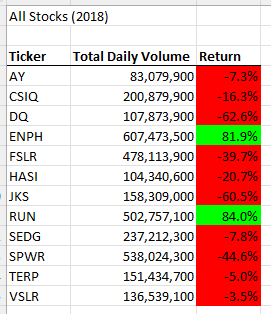 All Stocks (2018)
Ticker Total Daily Volume Return
AY 83,079,900 -7.3%
CSIQ 200,879,900 -16.3%
DQ 107,873,900 -62.6%
ENPH 607,473,500 81.9%
FSLR 478,113,900 -39.7%
HASI 104,340,600 -20.7%
JKS 158,309,000 -60.5%
RUN 502,757,100 84.0%
SEDG 237,212,300 -7.8%
SPWR 538,024,300 -44.6%
TERP 151,434,700 -5.0%
VSLR 136,539,100 -3.5%